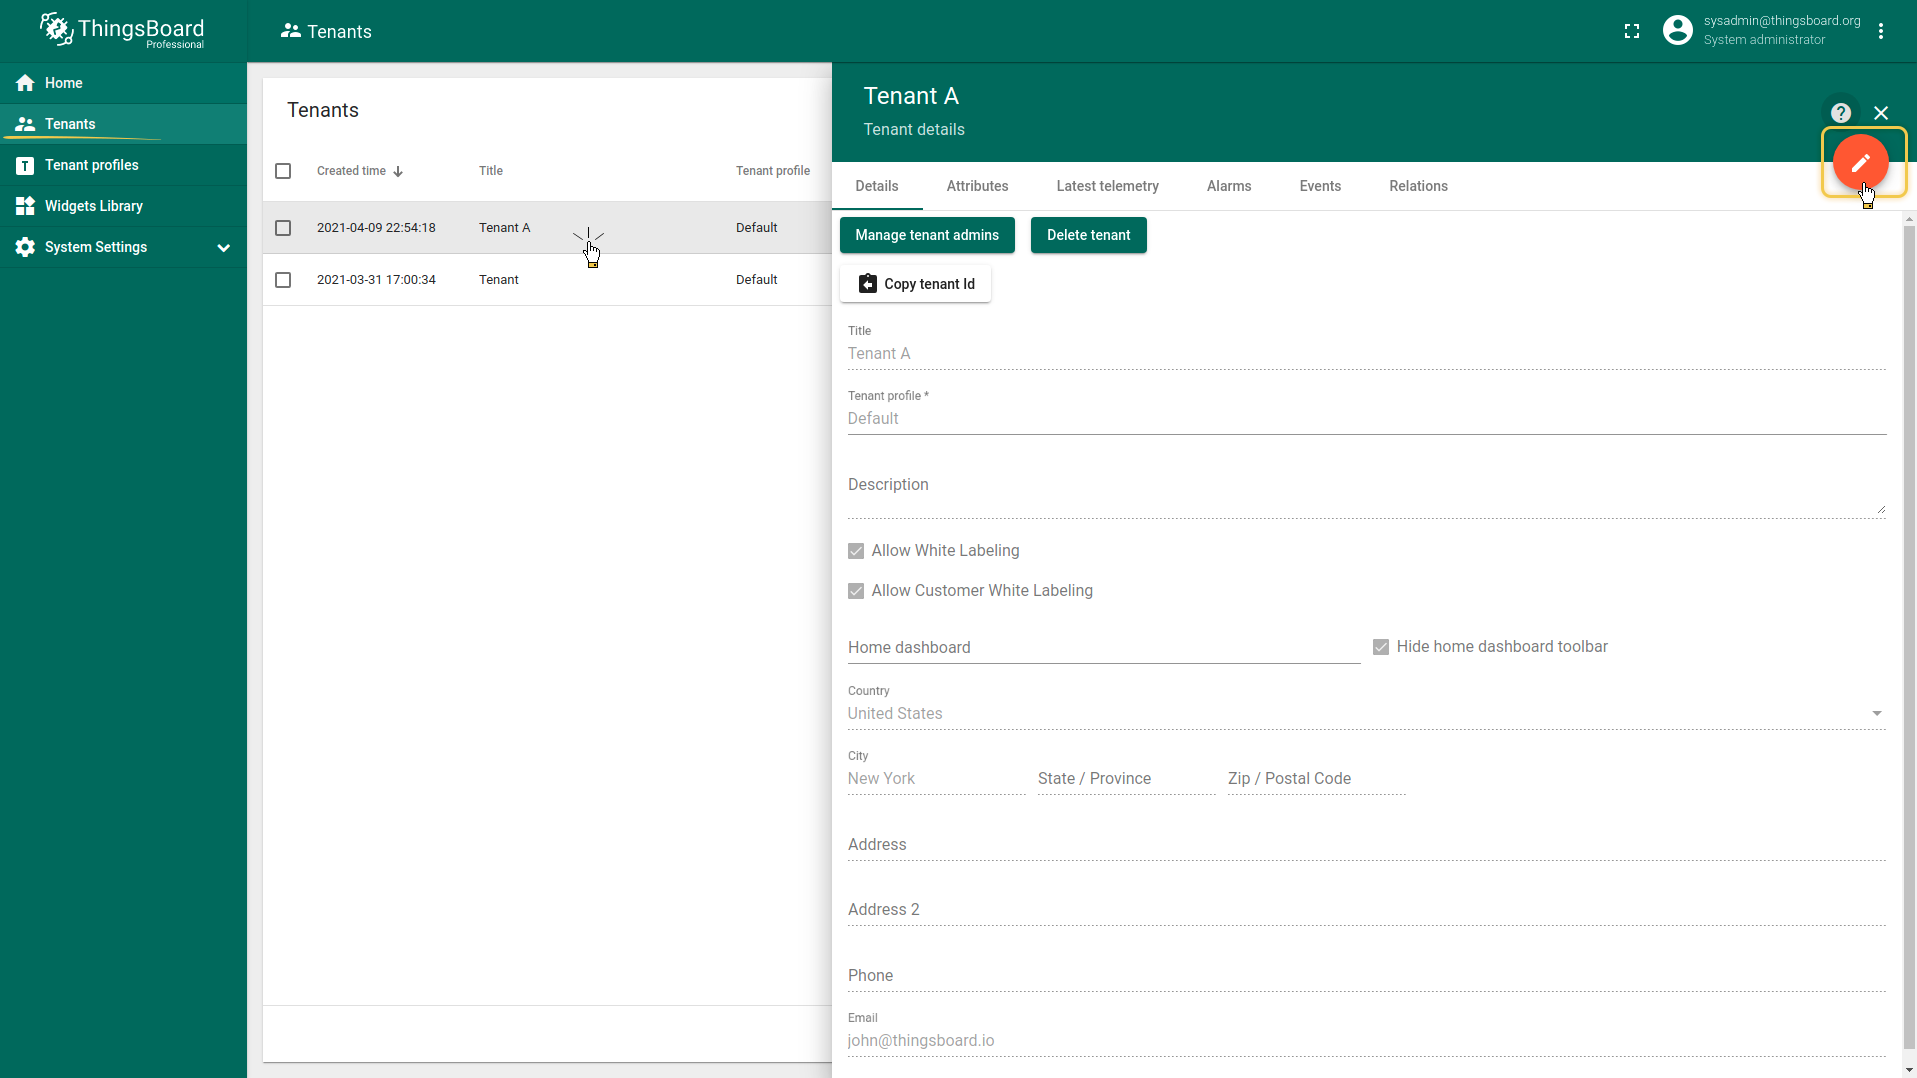 ThingsBoard
Professional
Tenants
sysadmin@thingsboard.org
System administrator
Home
Tenants
Tenant profiles
Widgets Library
System Settings
Tenants
Created time Title Tenant profile
2021-04-09 22:54:18 Tenant A Default
2021-03-31 17:00:34 Tenant Default
Tenant A
Tenant details
Details Attributes Latest telemetry Alarms Events Relations
Manage tenant admins Delete tenant
Copy tenant Id
Title
Tenant A
Tenant profile *
Default
Description
Allow White Labeling
Allow Customer White Labeling
Home dashboard Hide home dashboard toolbar
Country
United States
City
New York State / Province Zip / Postal Code
Address
Address 2
Phone
Email
john@thingsboard.io